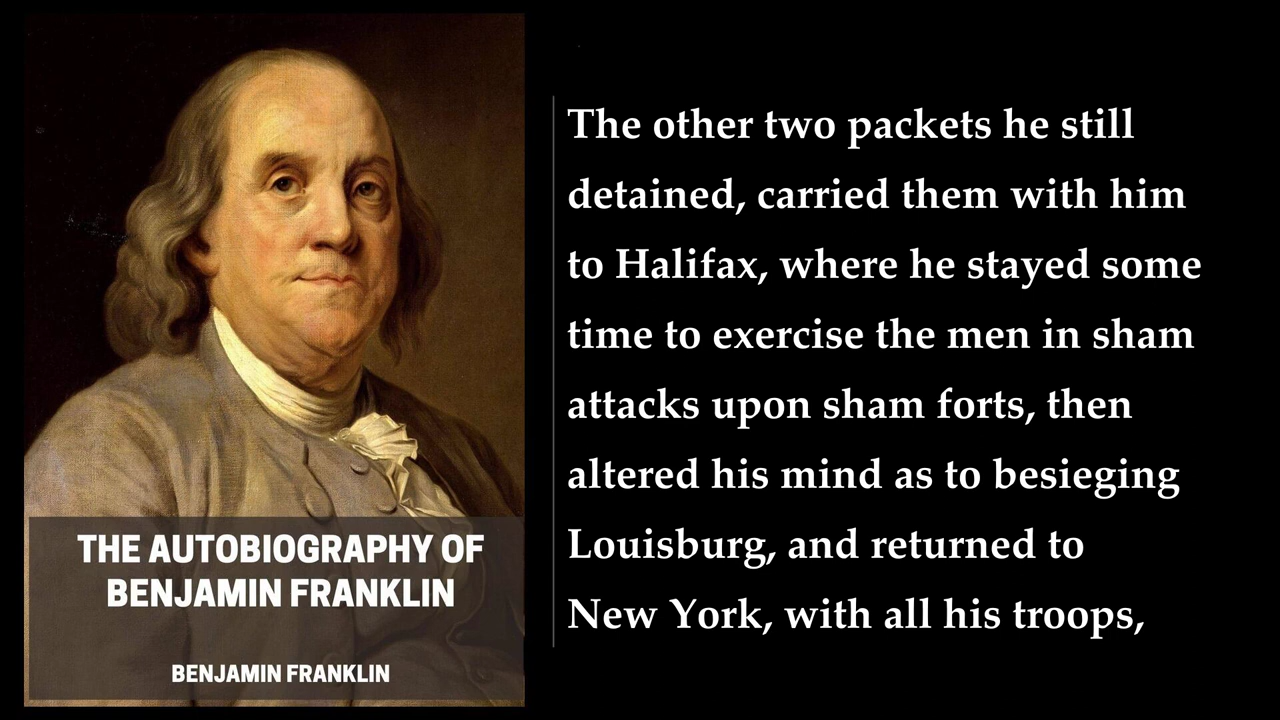 THE AUTOBIOGRAPHY OF
BENJAMIN FRANKLIN
BENJAMIN FRANKLIN
The other two packets he still
detained, carried them with him
to Halifax, where he stayed some
time to exercise the men in sham
attacks upon sham forts, then
altered his mind as to besieging
Louisburg, and returned to
New York, with all his troops,